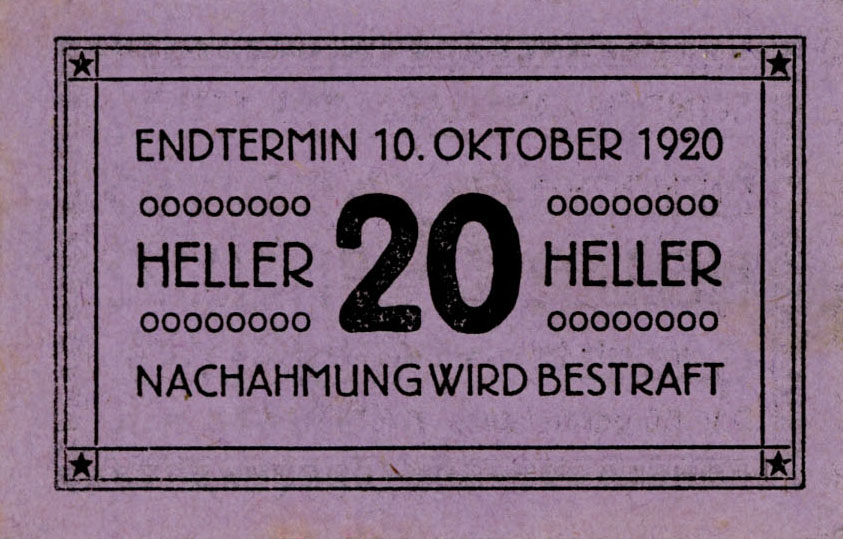 ENDTERMIN 10. OKTOBER 1920
oooooooo oooooooo
HELLER 20 HELLER
oooooooo oooooooo
NACHAHMUNG WIRD BESTRAFT